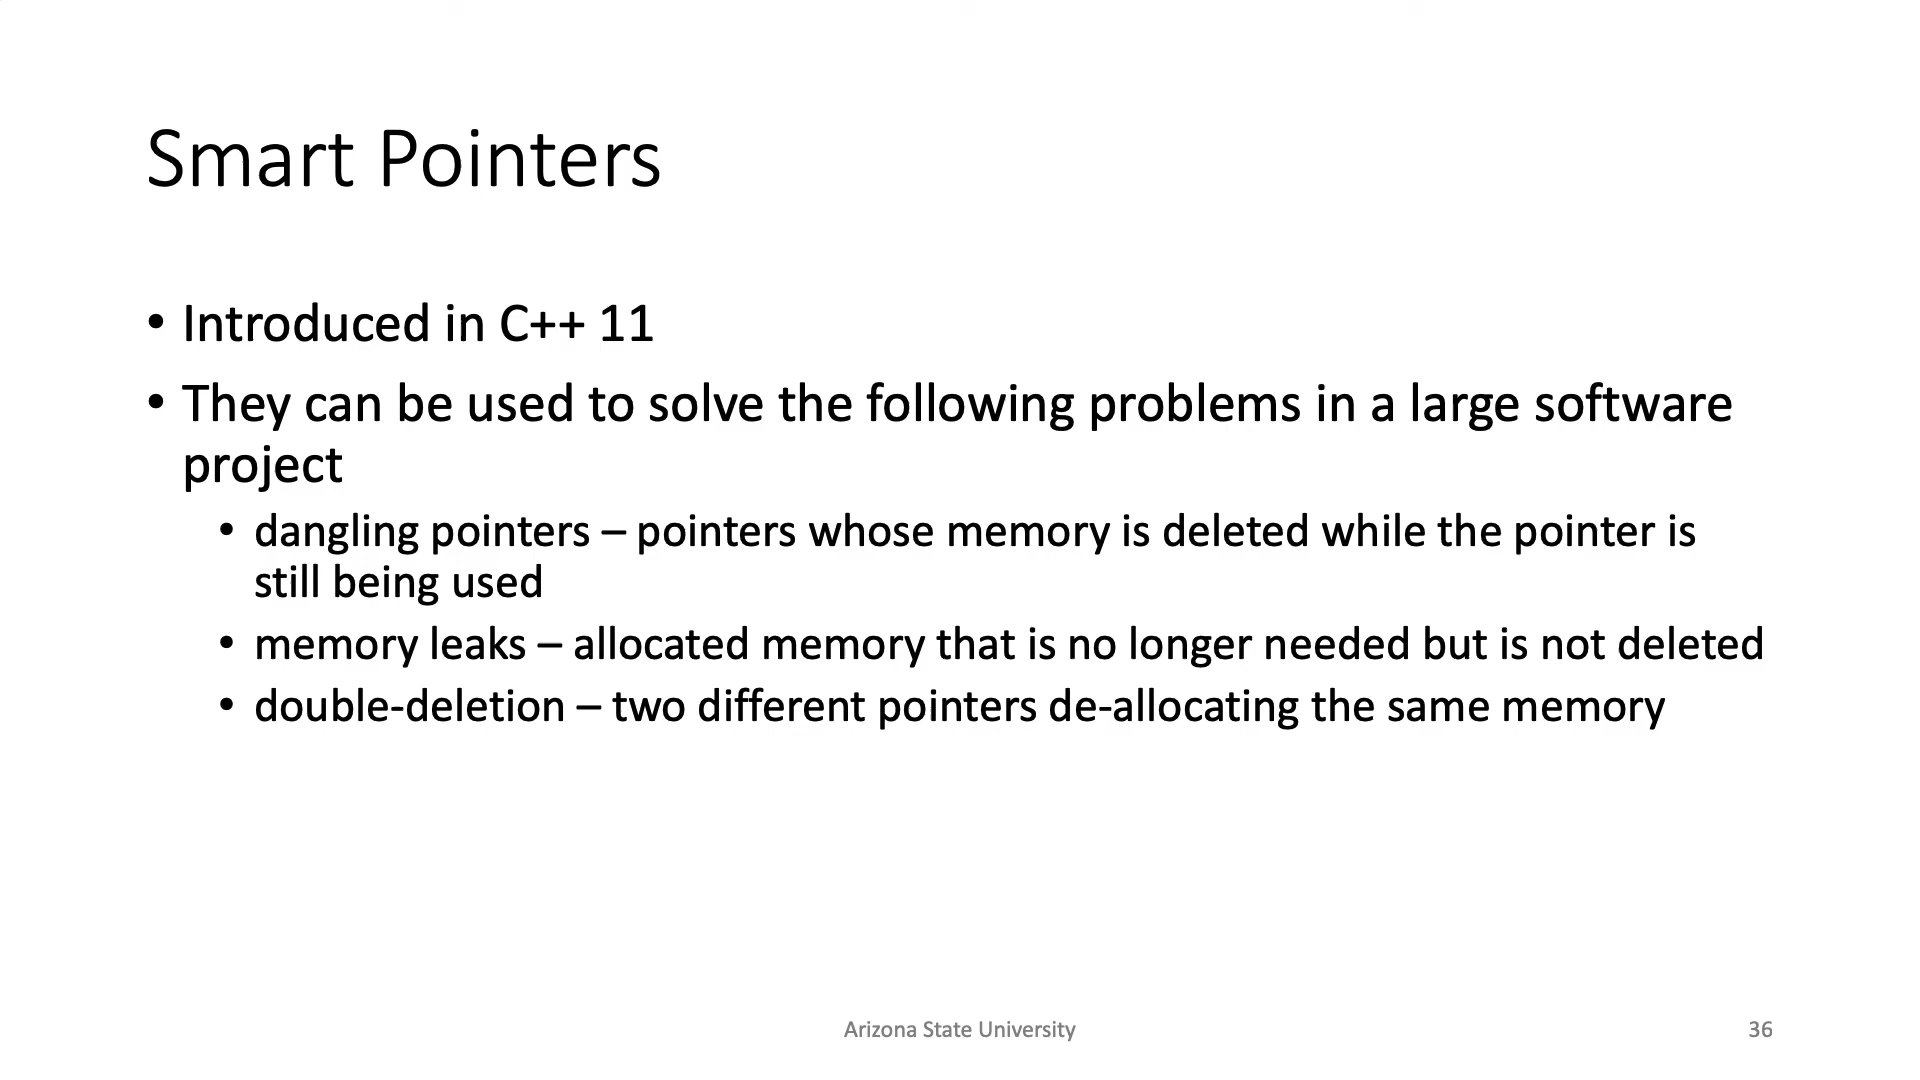 Smart Pointers
• Introduced in C++ 11
• They can be used to solve the following problems in a large software
project
• dangling pointers – pointers whose memory is deleted while the pointer is
still being used
• memory leaks – allocated memory that is no longer needed but is not deleted
• double-deletion – two different pointers de-allocating the same memory
Arizona State University
36